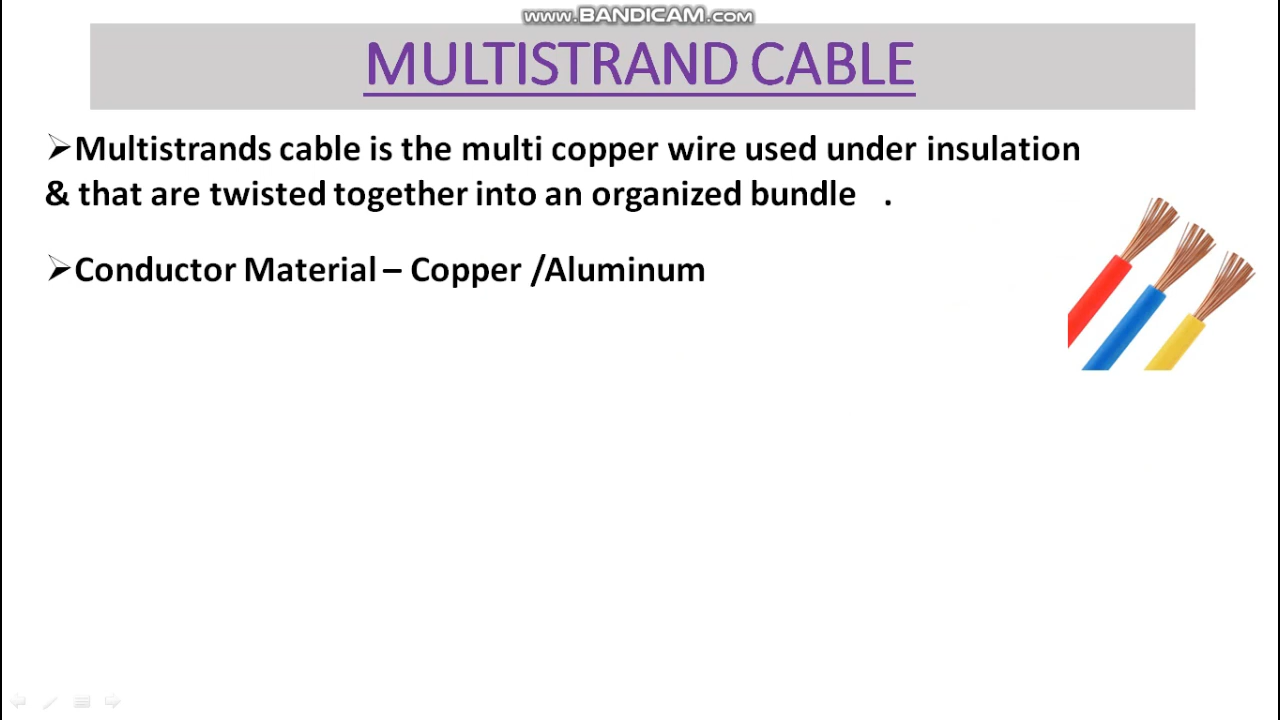 www.BANDICAM.com
MULTISTRAND CABLE
➢Multistrands cable is the multi copper wire used under insulation
& that are twisted together into an organized bundle .
➢Conductor Material – Copper /Aluminum